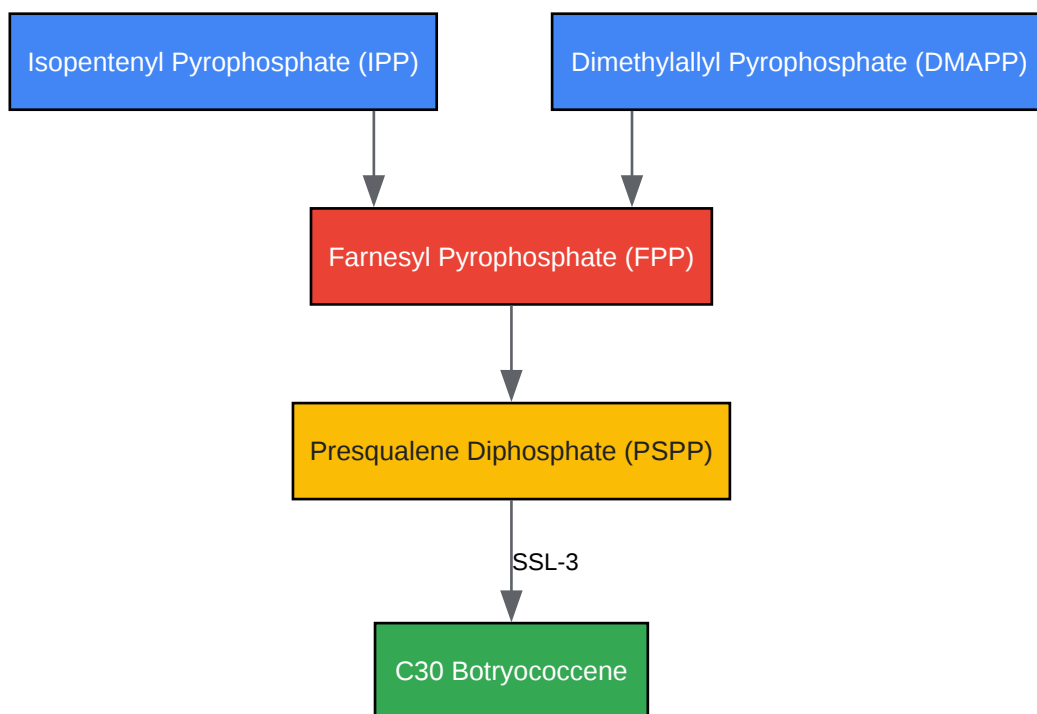 Isopentenyl Pyrophosphate (IPP)
Dimethylallyl Pyrophosphate (DMAPP)
Farnesyl Pyrophosphate (FPP)
Presqualene Diphosphate (PSPP)
SSL-3
C30 Botryococcene